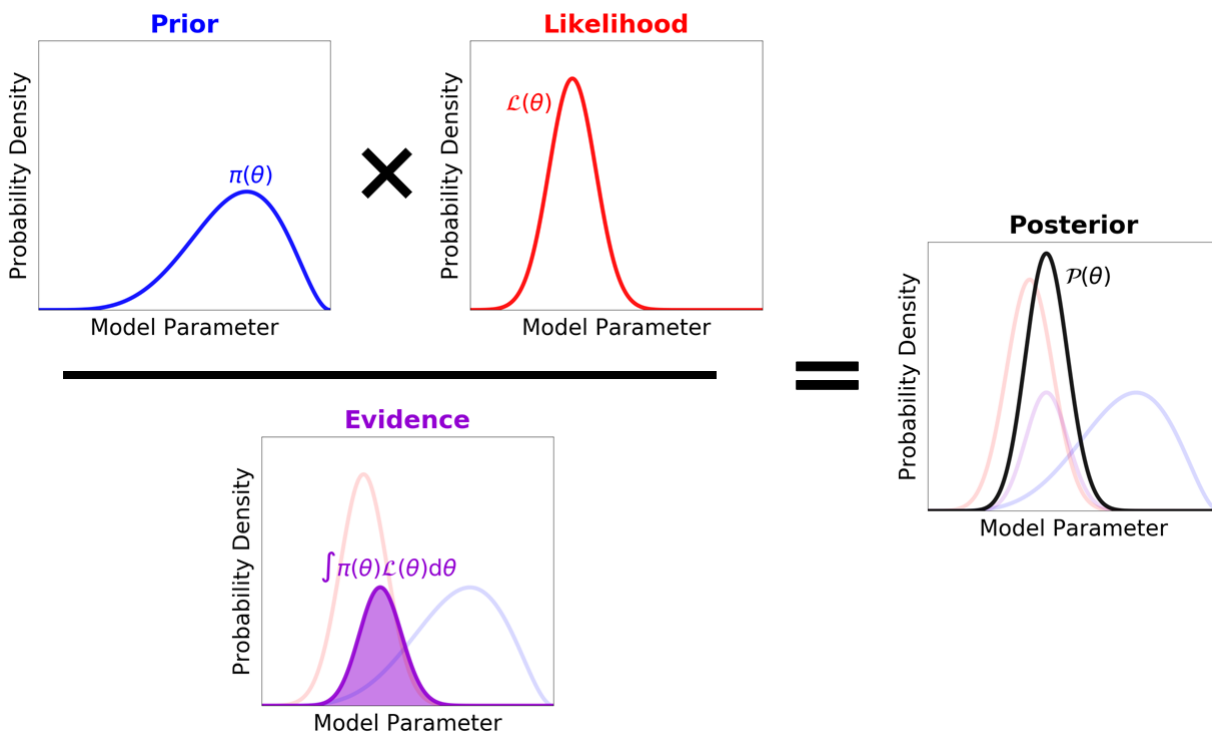 Prior
Probability Density
π(θ)
Model Parameter
×
Likelihood
Probability Density
ℒ(θ)
Model Parameter
Evidence
Probability Density
∫π(θ)ℒ(θ)dθ
Model Parameter
=
Posterior
Probability Density
𝒫(θ)
Model Parameter